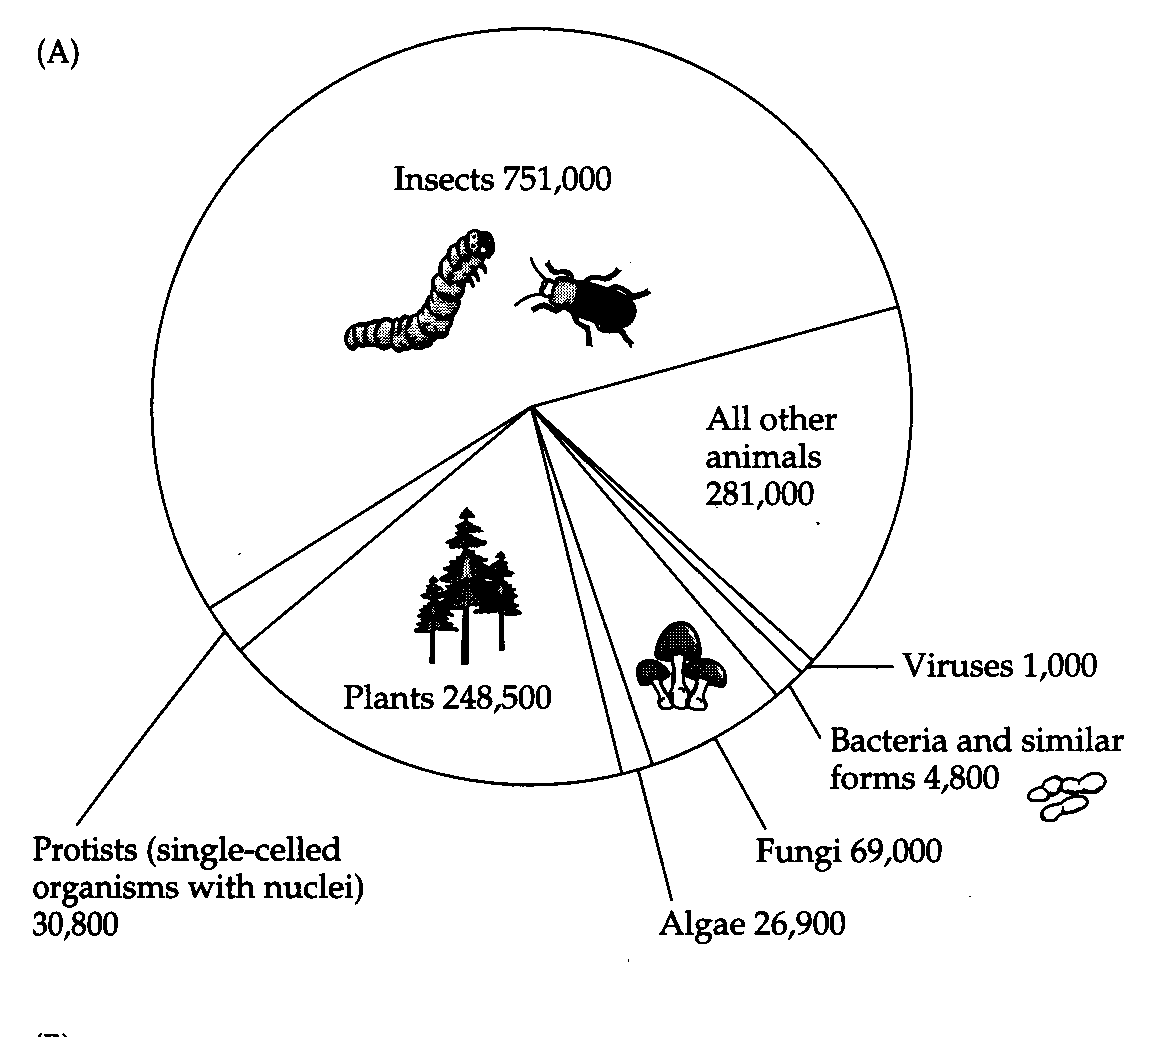 (A)
Insects 751,000
All other
animals
281,000
Plants 248,500
Viruses 1,000
Bacteria and similar
forms 4,800
Fungi 69,000
Algae 26,900
Protists (single-celled
organisms with nuclei)
30,800